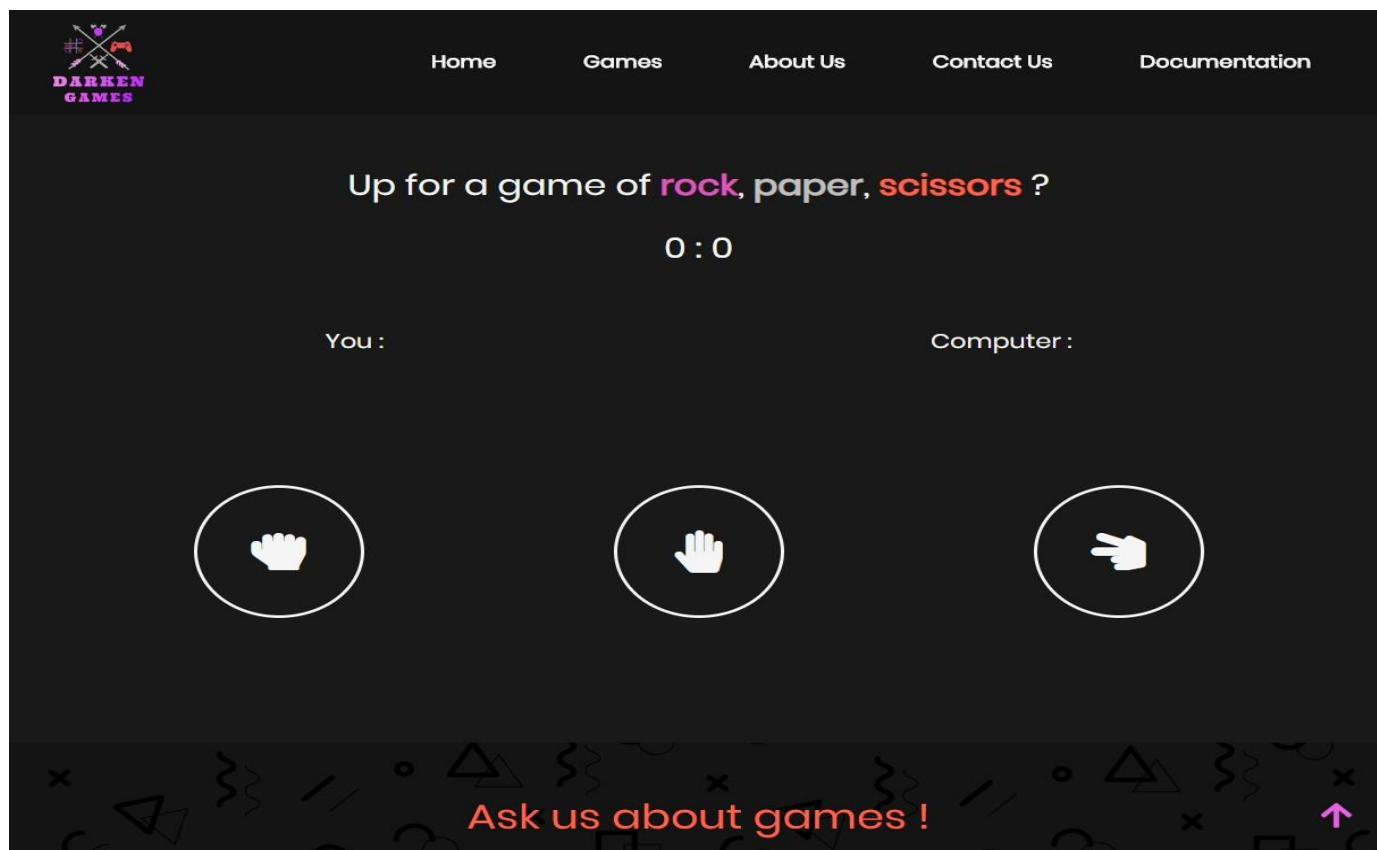 DARKEN
GAMES
Home Games About Us Contact Us Documentation
Up for a game of rock, paper, scissors ?
0 : 0
You :
Computer :
Ask us about games !